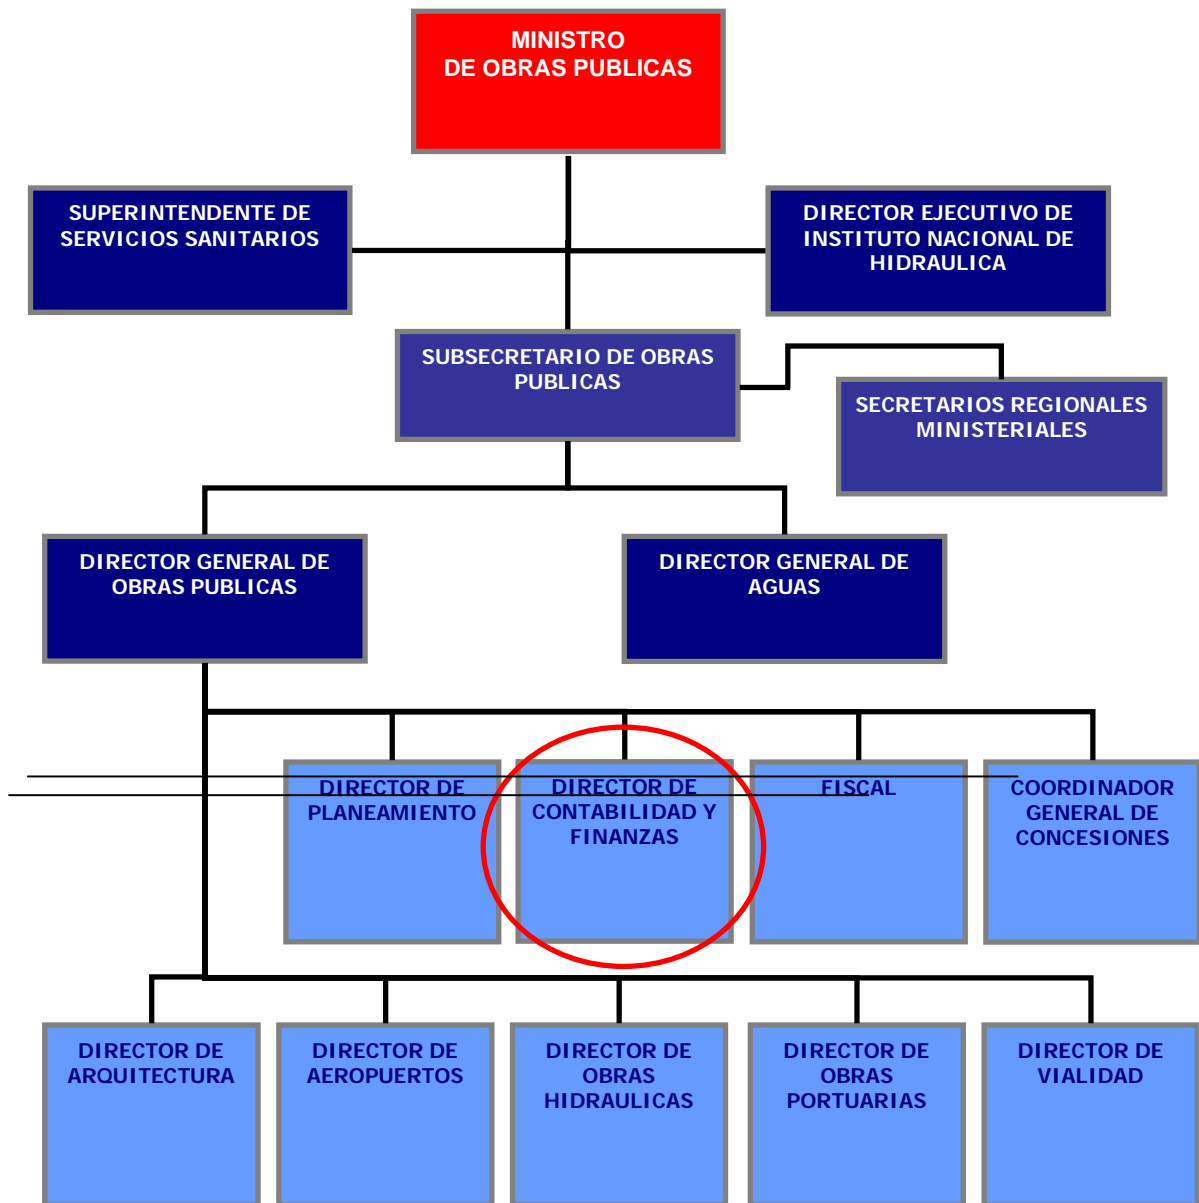 MINISTRO
DE OBRAS PUBLICAS
SUPERINTENDENTE DE
SERVICIOS SANITARIOS
DIRECTOR EJECUTIVO DE
INSTITUTO NACIONAL DE
HIDRAULICA
SUBSECRETARIO DE OBRAS
PUBLICAS
SECRETARIOS REGIONALES
MINISTERIALES
DIRECTOR GENERAL DE
OBRAS PUBLICAS
DIRECTOR GENERAL DE
AGUAS
DIRECTOR DE
PLANEAMIENTO
DIRECTOR DE
CONTABILIDAD Y
FINANZAS
FISCAL
COORDINADOR
GENERAL DE
CONCESIONES
DIRECTOR DE
ARQUITECTURA
DIRECTOR DE
AEROPUERTOS
DIRECTOR DE
OBRAS
HIDRAULICAS
DIRECTOR DE
OBRAS
PORTUARIAS
DIRECTOR DE
VIALIDAD